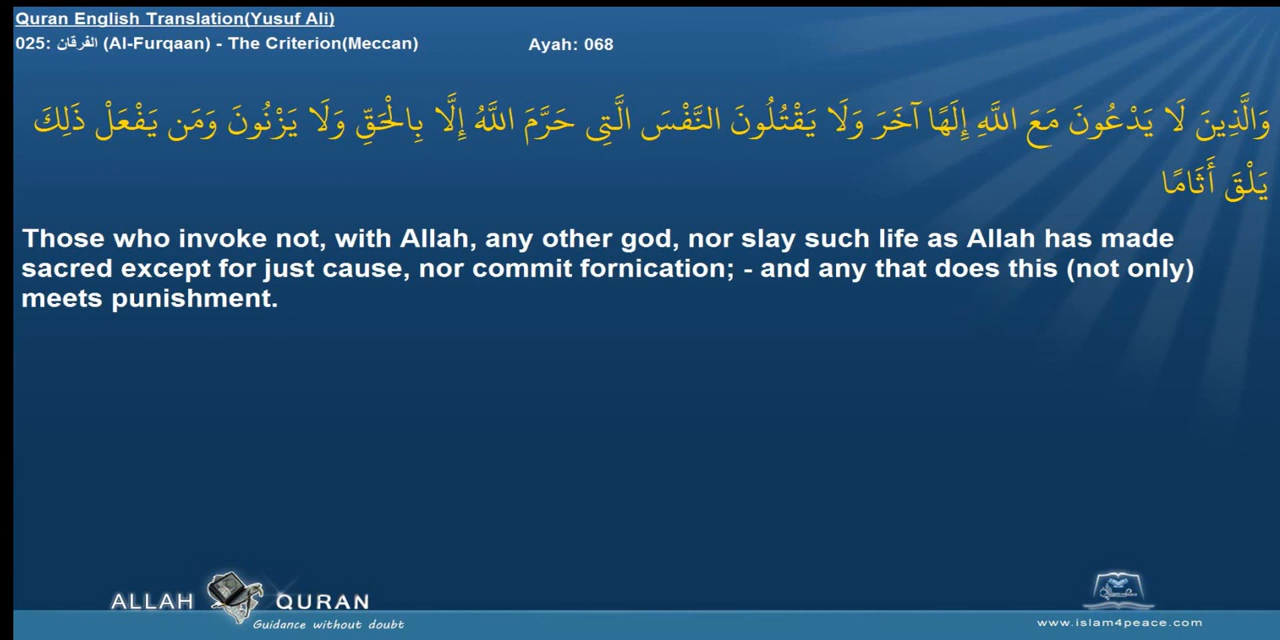 Quran English Translation(Yusuf Ali)
025: الفرقان (Al-Furqaan) - The Criterion(Meccan) Ayah: 068
وَالَّذِينَ لَا يَدْعُونَ مَعَ اللَّهِ إِلَهًا آخَرَ وَلَا يَقْتُلُونَ النَّفْسَ الَّتِي حَرَّمَ اللَّهُ إِلَّا بِالْحَقِّ وَلَا يَزْنُونَ وَمَن يَفْعَلْ ذَلِكَ
يَلْقَ أَثَامًا
Those who invoke not, with Allah, any other god, nor slay such life as Allah has made
sacred except for just cause, nor commit fornication; - and any that does this (not only)
meets punishment.
ALLAH QURAN
Guidance without doubt
www.islam4peace.com